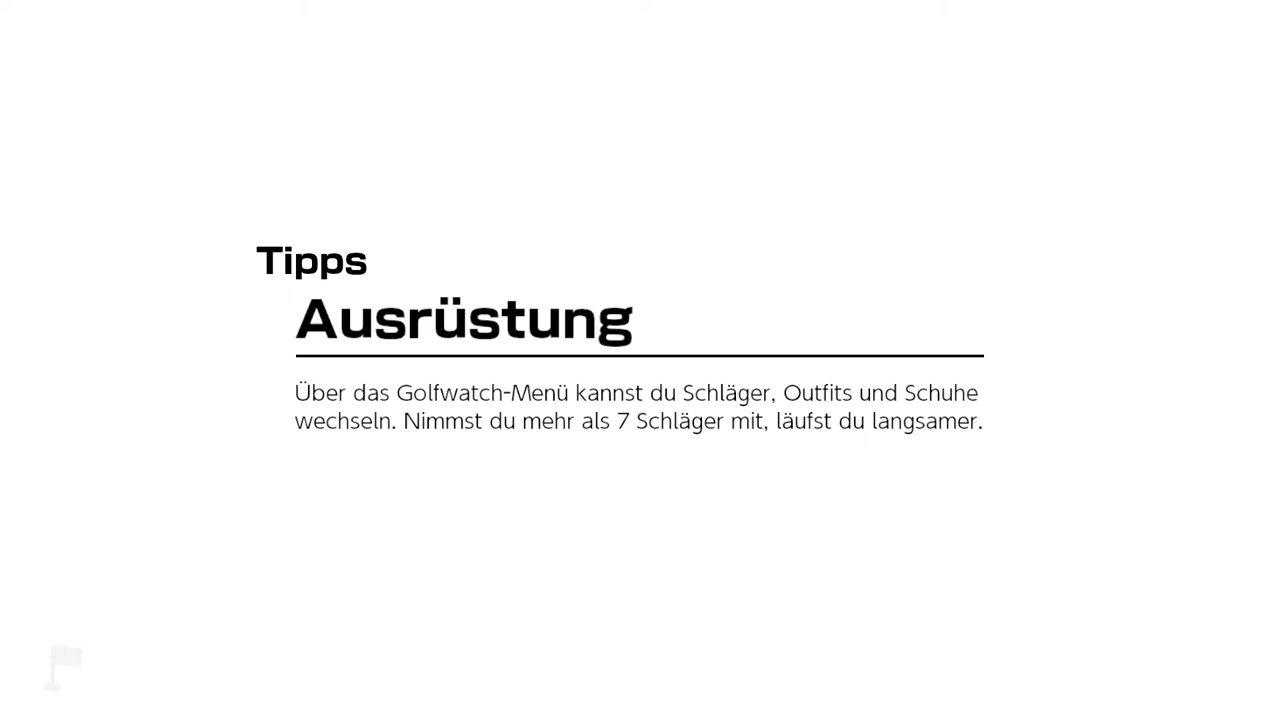 Tipps
Ausrüstung
Über das Golfwatch-Menü kannst du Schläger, Outfits und Schuhe
wechseln. Nimmst du mehr als 7 Schläger mit, läufst du langsamer.